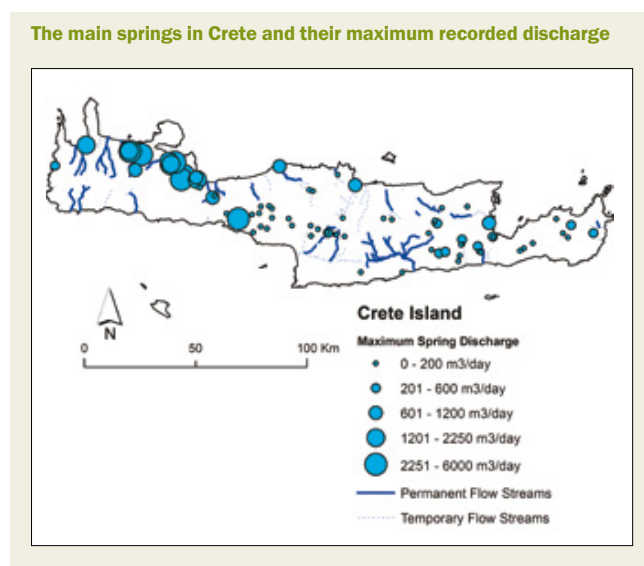 The main springs in Crete and their maximum recorded discharge
N
0 50 100 Km
Crete Island
Maximum Spring Discharge
0 - 200 m3/day
201 - 600 m3/day
601 - 1200 m3/day
1201 - 2250 m3/day
2251 - 6000 m3/day
Permanent Flow Streams
Temporary Flow Streams